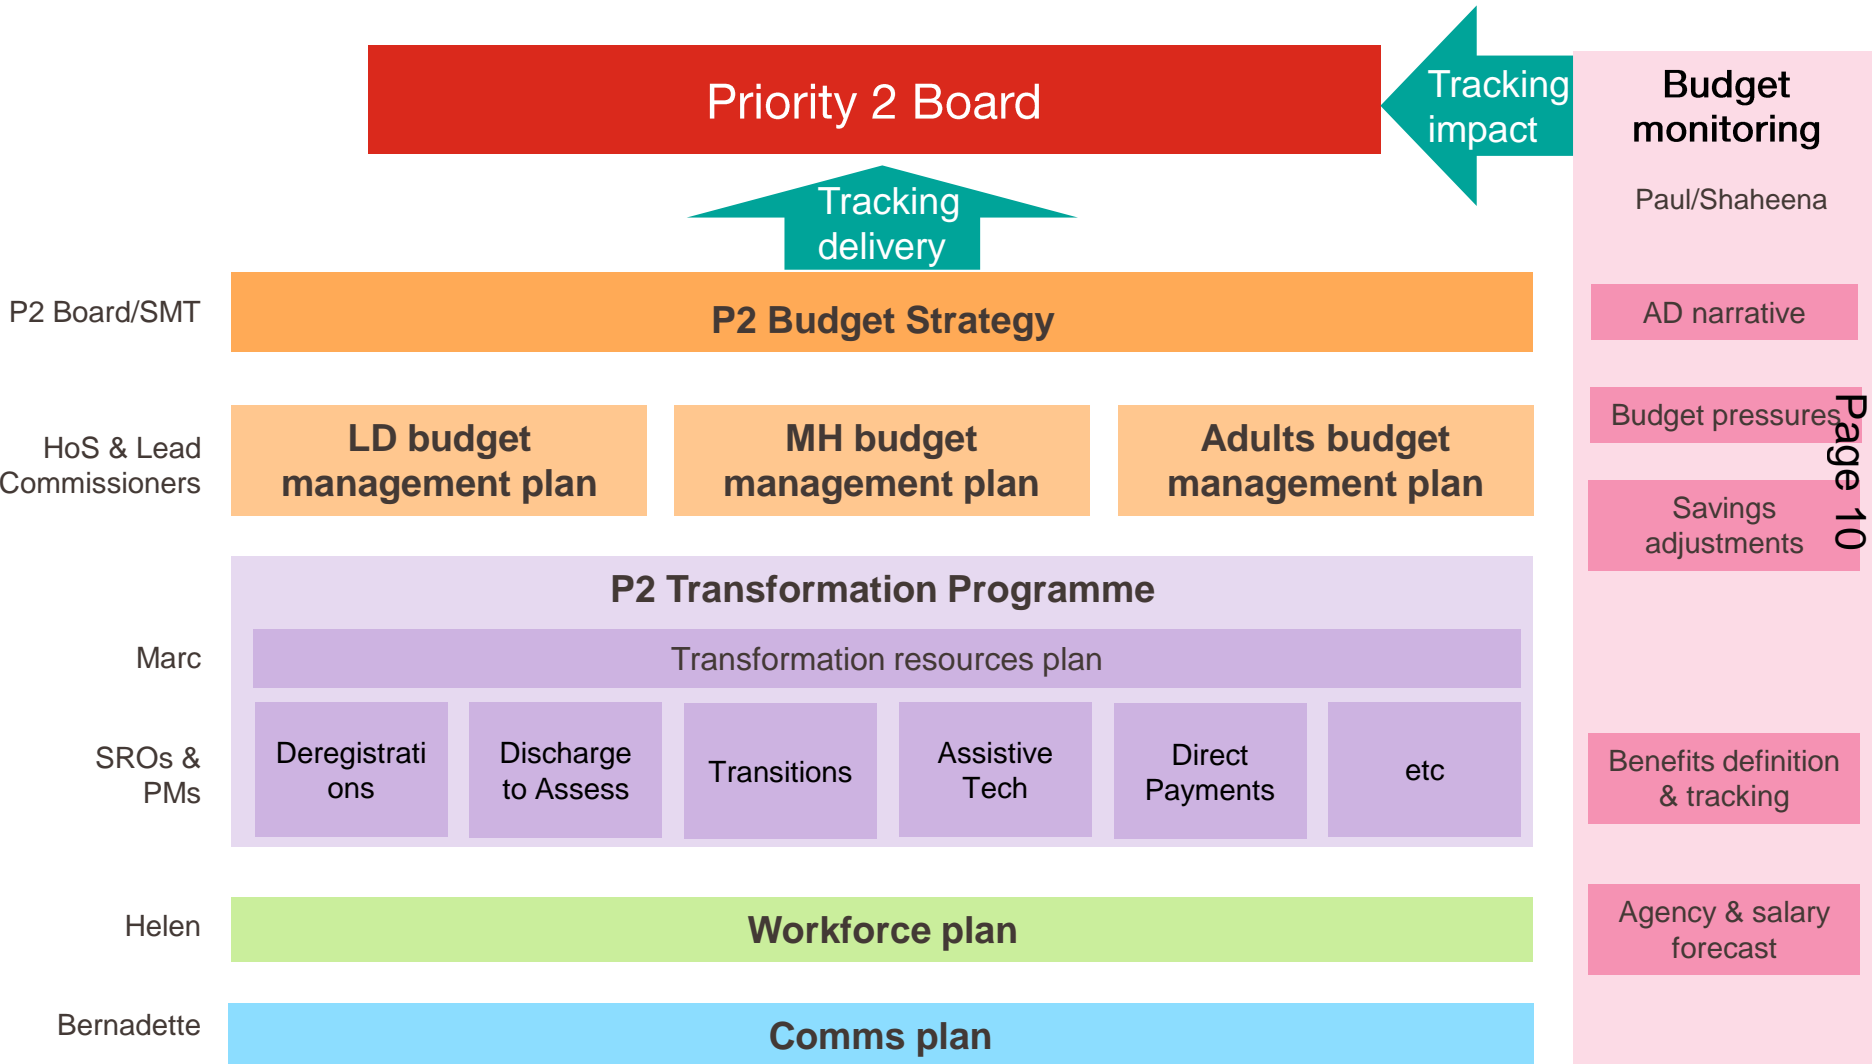 Priority 2 Board
Tracking
impact
Budget
monitoring
Paul/Shaheena
Tracking
delivery
P2 Board/SMT
P2 Budget Strategy
AD narrative
HoS & Lead
Commissioners
LD budget
management plan
MH budget
management plan
Adults budget
management plan
Budget pressures
Savings
adjustments
Page 10
P2 Transformation Programme
Marc
Transformation resources plan
SROs &
PMs
Deregistrati
ons
Discharge
to Assess
Transitions
Assistive
Tech
Direct
Payments
etc
Benefits definition
& tracking
Helen
Workforce plan
Agency & salary
forecast
Bernadette
Comms plan